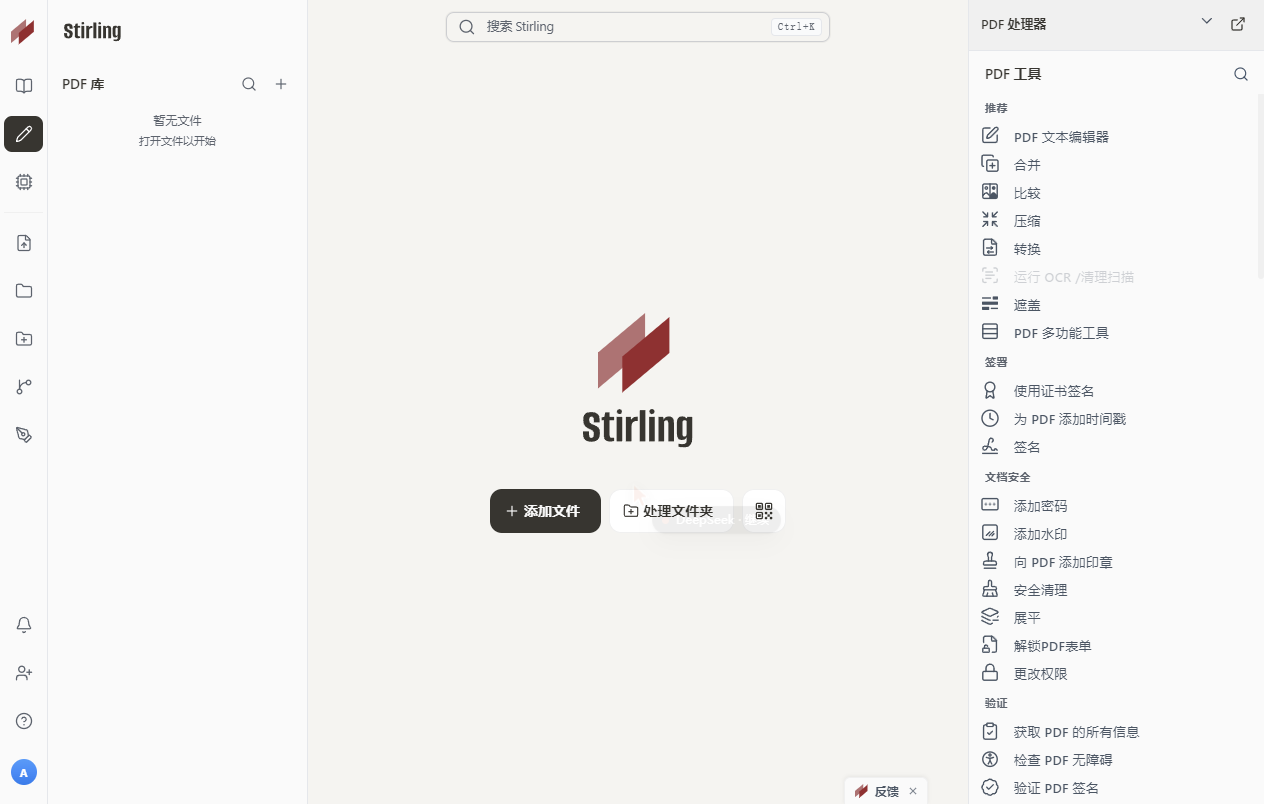 Stirling
搜索 Stirling
Ctrl+K
PDF 库
暂无文件
打开文件以开始
A
Stirling
添加文件
处理文件夹
DeepSeek
反馈
PDF 处理器
PDF 工具
推荐
PDF 文本编辑器
合并
比较
压缩
转换
运行 OCR /清理扫描
遮盖
PDF 多功能工具
签署
使用证书签名
为 PDF 添加时间戳
签名
文档安全
添加密码
添加水印
向 PDF 添加印章
安全清理
展平
解锁PDF表单
更改权限
验证
获取 PDF 的所有信息
检查 PDF 无障碍
验证 PDF 签名